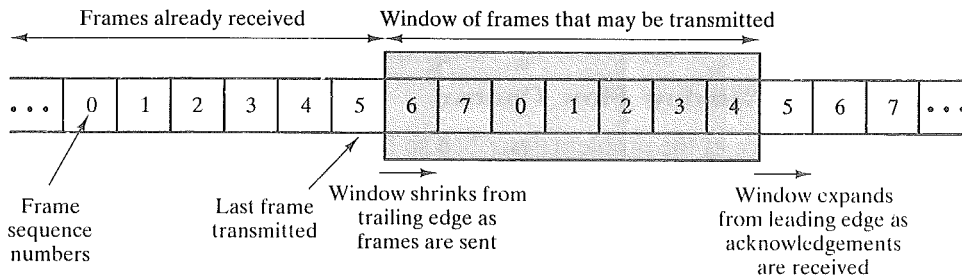 Frames already received
Window of frames that may be transmitted
... 0 1 2 3 4 5 6 7 0 1 2 3 4 5 6 7 ...
Frame
sequence
numbers
Last frame
transmitted
Window shrinks from
trailing edge as
frames are sent
Window expands
from leading edge as
acknowledgements
are received